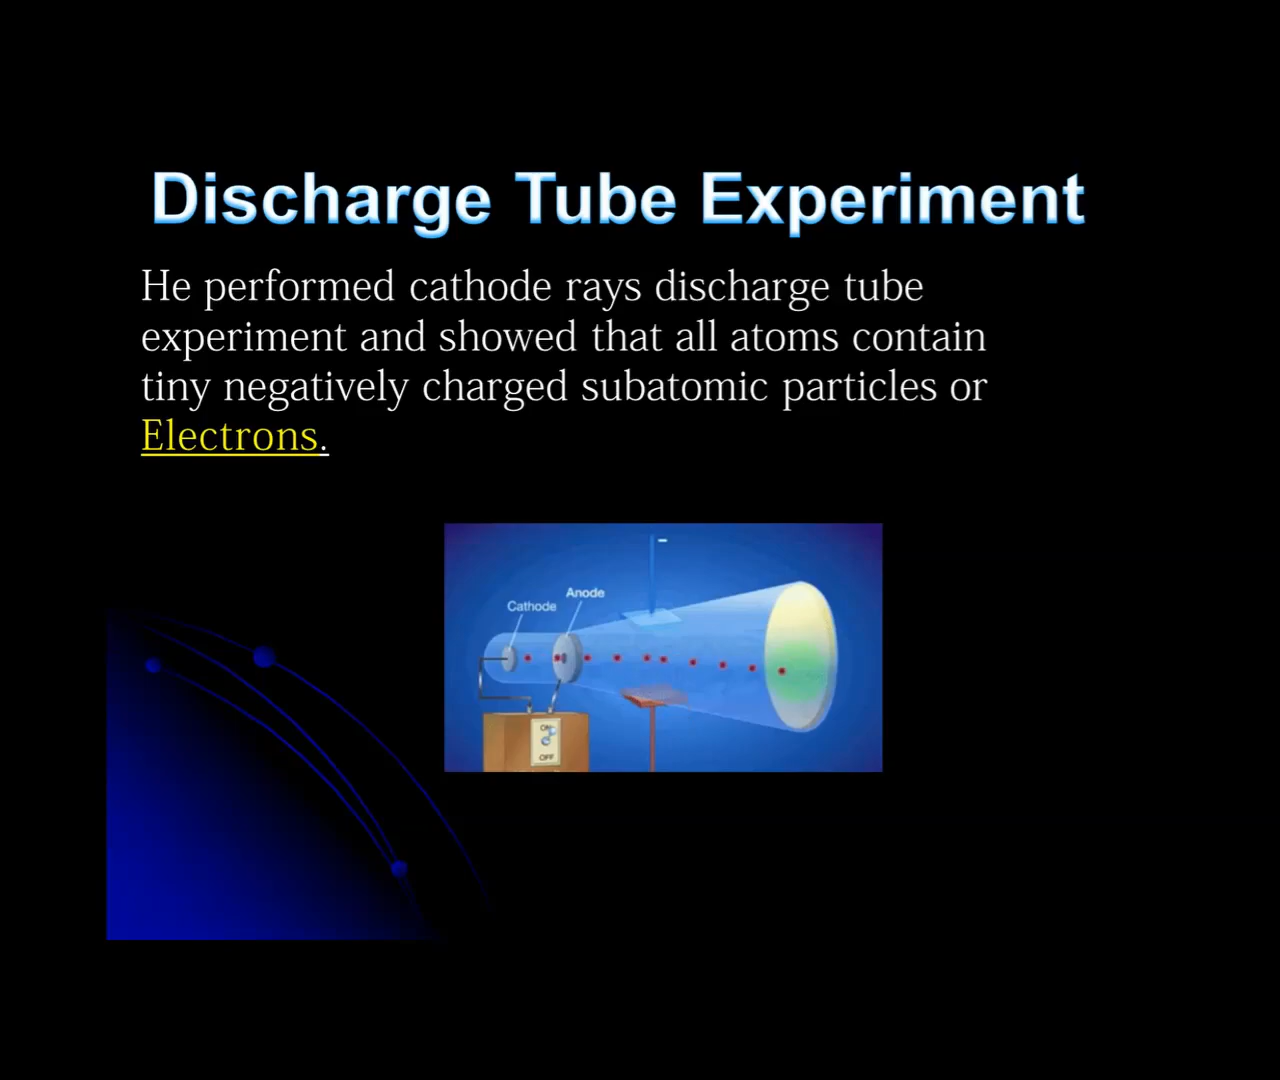 Discharge Tube Experiment
He performed cathode rays discharge tube
experiment and showed that all atoms contain
tiny negatively charged subatomic particles or
Electrons.
Anode
Cathode
ON
OFF